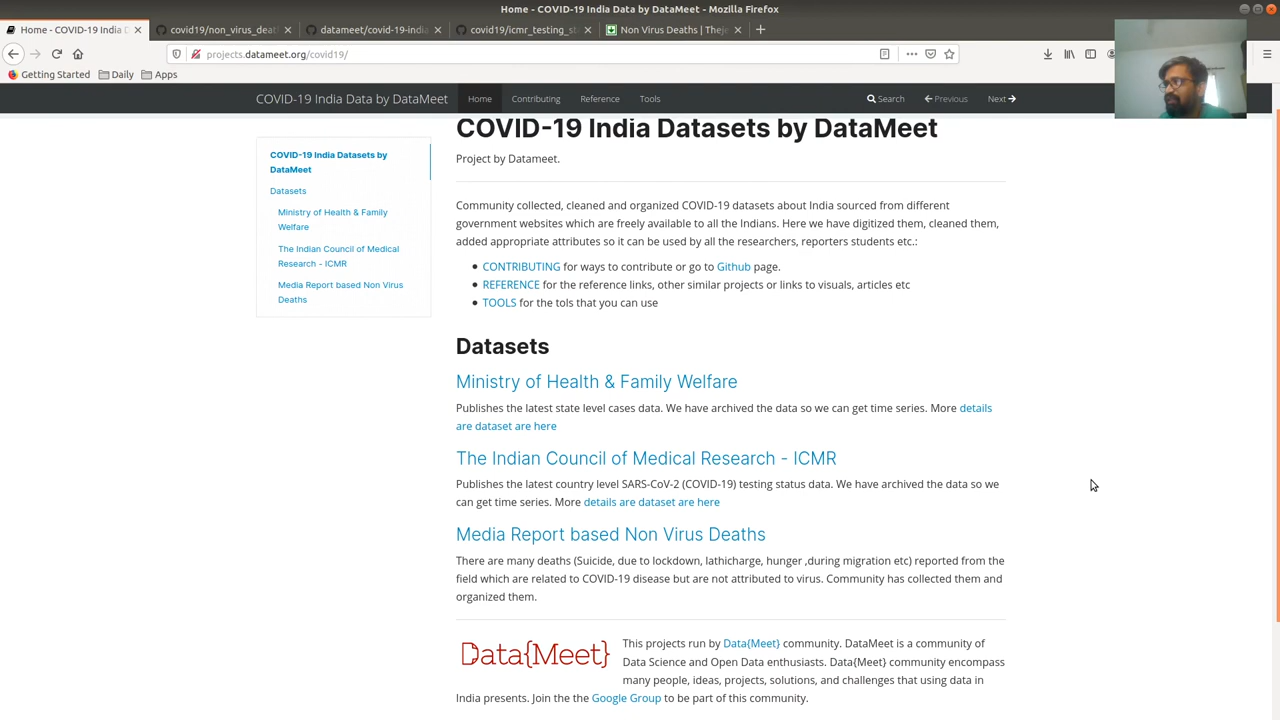 Home - COVID-19 India Data by DataMeet - Mozilla Firefox
Home - COVID-19 India D
covid19/non_virus_deat
datameet/covid-19-india
covid19/icmr_testing_st
Non Virus Deaths | Thej
projects.datameet.org/covid19/
Getting Started Daily Apps
COVID-19 India Data by DataMeet Home Contributing Reference Tools Search Previous Next
COVID-19 India Datasets by
DataMeet
Datasets
Ministry of Health & Family
Welfare
The Indian Council of Medical
Research - ICMR
Media Report based Non Virus
Deaths
COVID-19 India Datasets by DataMeet
Project by Datameet.
Community collected, cleaned and organized COVID-19 datasets about India sourced from different
government websites which are freely available to all the Indians. Here we have digitized them, cleaned them,
added appropriate attributes so it can be used by all the researchers, reporters students etc.:
CONTRIBUTING for ways to contribute or go to Github page.
REFERENCE for the reference links, other similar projects or links to visuals, articles etc
TOOLS for the tols that you can use
Datasets
Ministry of Health & Family Welfare
Publishes the latest state level cases data. We have archived the data so we can get time series. More details
are dataset are here
The Indian Council of Medical Research - ICMR
Publishes the latest country level SARS-CoV-2 (COVID-19) testing status data. We have archived the data so we
can get time series. More details are dataset are here
Media Report based Non Virus Deaths
There are many deaths (Suicide, due to lockdown, lathicharge, hunger ,during migration etc) reported from the
field which are related to COVID-19 disease but are not attributed to virus. Community has collected them and
organized them.
Data{Meet}
This projects run by Data{Meet} community. DataMeet is a community of
Data Science and Open Data enthusiasts. Data{Meet} community encompass
many people, ideas, projects, solutions, and challenges that using data in
India presents. Join the the Google Group to be part of this community.